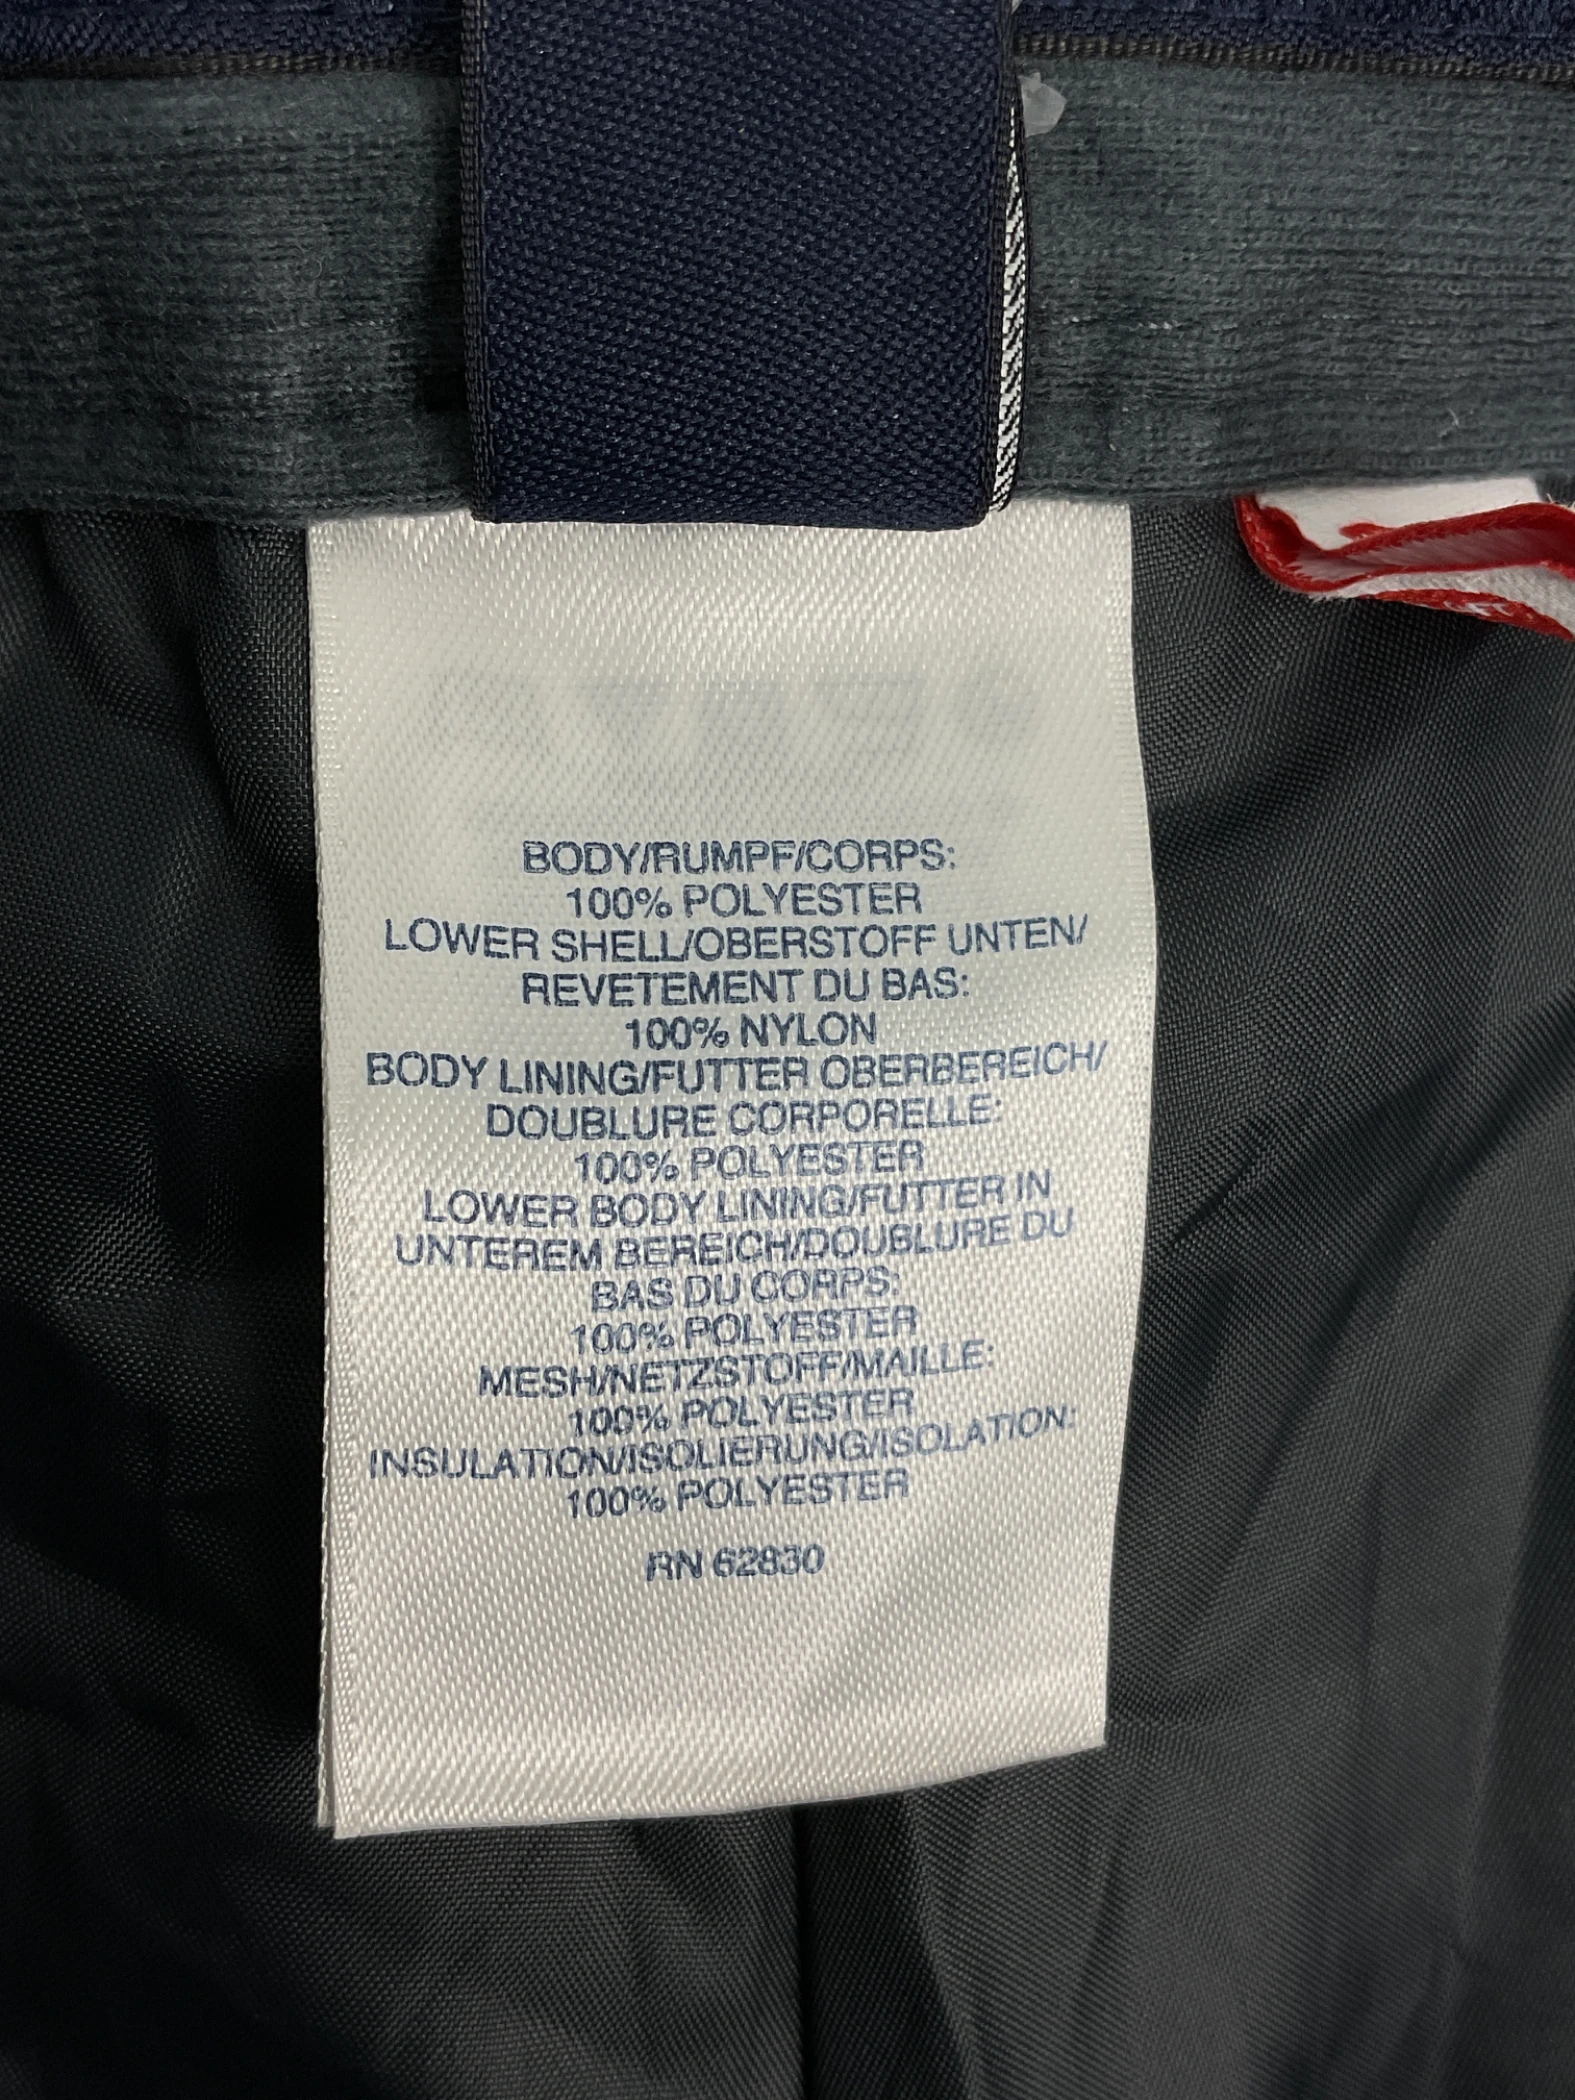 BODY/RUMPF/CORPS:
100% POLYESTER
LOWER SHELL/OBERSTOFF UNTEN/
REVETEMENT DU BAS:
100% NYLON
BODY LINING/FUTTER OBERBEREICH/
DOUBLURE CORPORELLE:
100% POLYESTER
LOWER BODY LINING/FUTTER IN
UNTEREM BEREICH/DOUBLURE DU
BAS DU CORPS:
100% POLYESTER
MESH/NETZSTOFF/MAILLE:
100% POLYESTER
INSULATION/ISOLIERUNG/ISOLATION:
100% POLYESTER
RN 62830